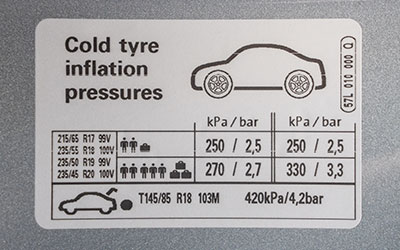 Cold tyre
inflation
pressures
57L 010 000 Q
kPa / bar kPa / bar
215/65 R17 99V
235/55 R18 100V
250 / 2,5 250 / 2,5
235/50 R19 99V
235/45 R20 100V
270 / 2,7 330 / 3,3
T145/85 R18 103M 420kPa/4,2bar